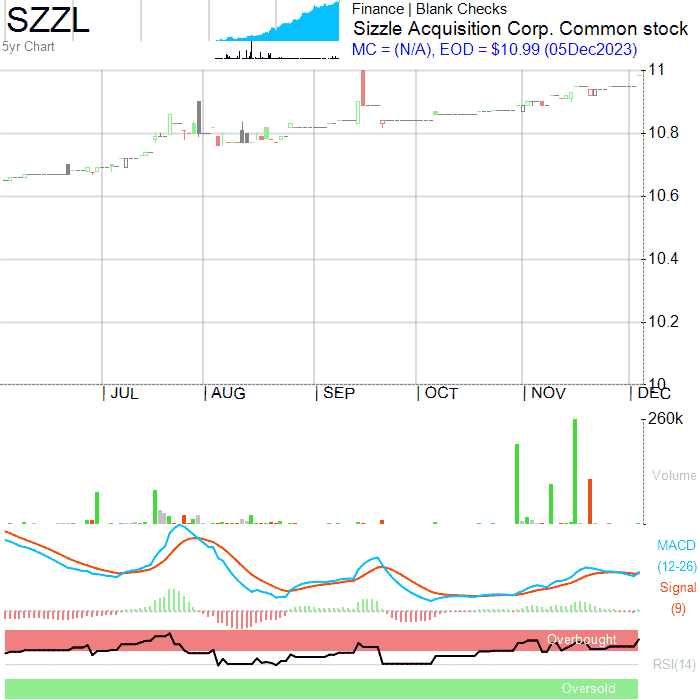 SZZL
5yr Chart
Finance | Blank Checks
Sizzle Acquisition Corp. Common stock
MC = (N/A), EOD = $10.99 (05Dec2023)
11
10.8
10.6
10.4
10.2
10
| JUL | AUG | SEP | OCT | NOV | DEC
260k
Volume
MACD
(12-26)
Signal
(9)
Overbought
RSI(14)
Oversold